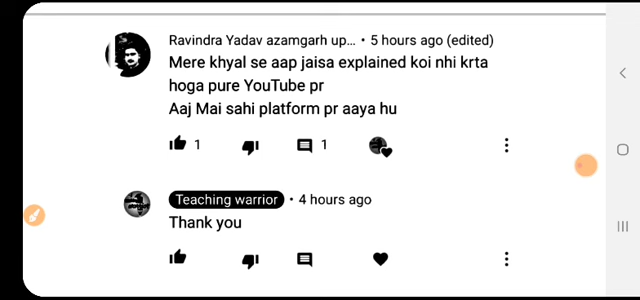 Ravindra Yadav azamgarh up... • 5 hours ago (edited)
Mere khyal se aap jaisa explained koi nhi krta
hoga pure YouTube pr
Aaj Mai sahi platform pr aaya hu
1 1
Teaching warrior • 4 hours ago
Thank you